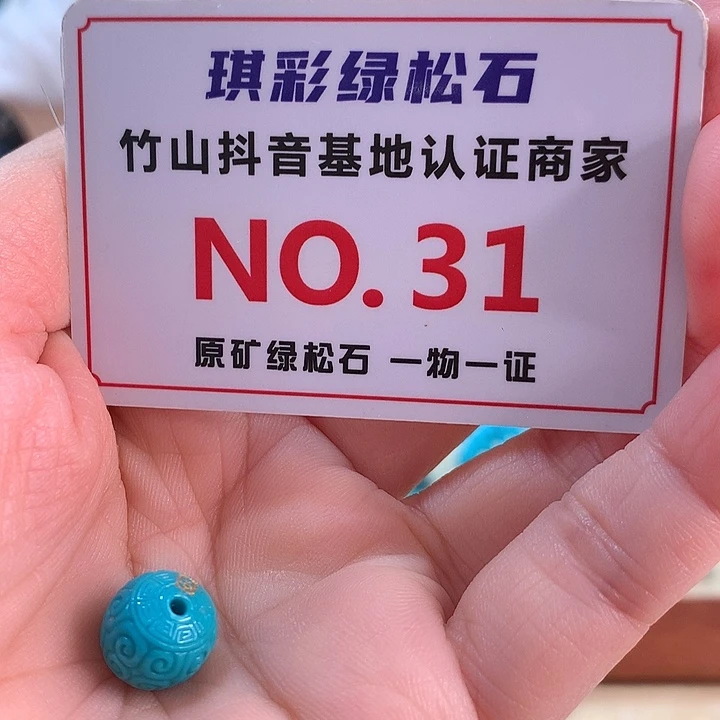 琪彩绿松石
竹山抖音基地认证商家
NO.31
原矿绿松石 一物一证